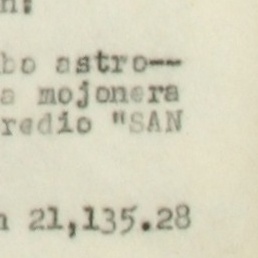 n:
bo astro--
a mojonera
redio "SAN
n 21,135.28